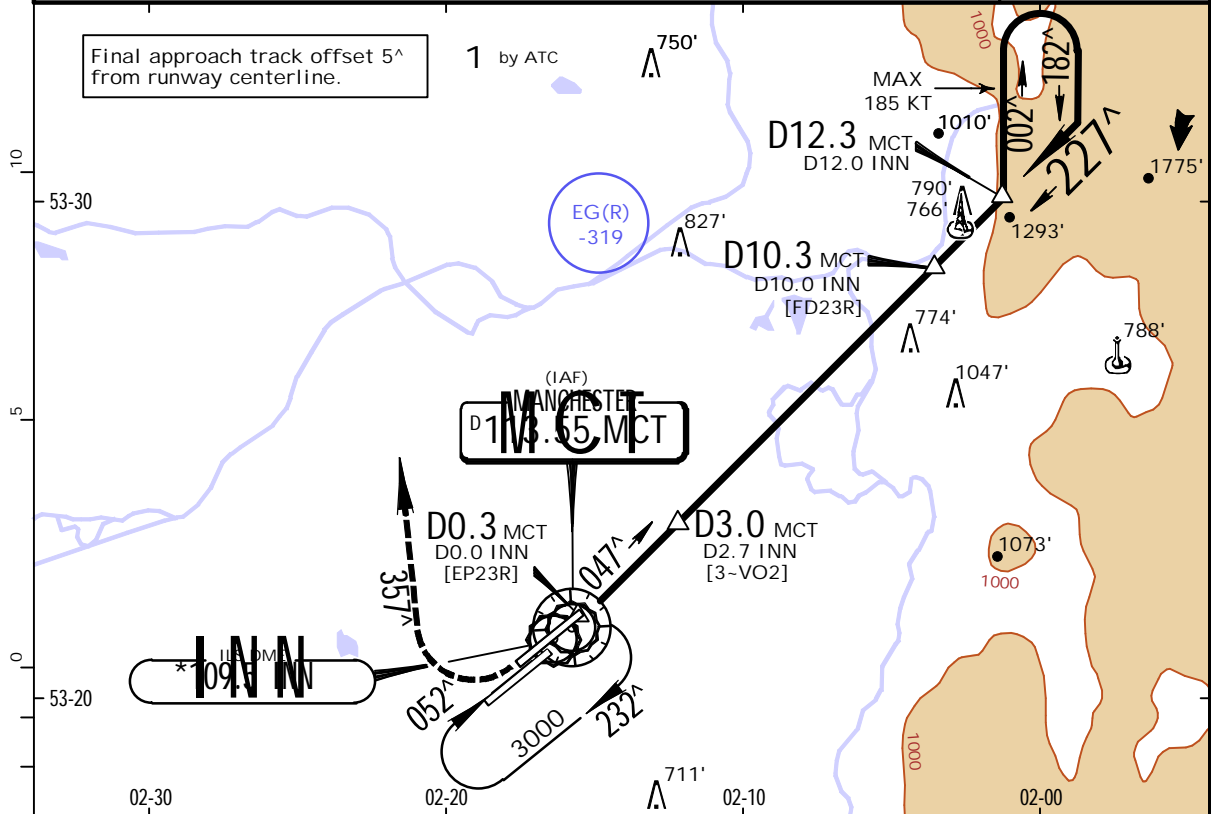 Final approach track offset 5^
from runway centerline.
1 by ATC
750'
1000
182^
MAX
185 KT
002^
1010'
D12.3 MCT
D12.0 INN
227^
1775'
10
53-30
790'
766'
1293'
EG(R)
-319
827'
D10.3 MCT
D10.0 INN
[FD23R]
774'
788'
1047'
5
(IAF)
MANCHESTER
D 113.55 MCT
M C T
D3.0 MCT
D2.7 INN
[3~VO2]
D0.3 MCT
D0.0 INN
[EP23R]
047^
1073'
1000
357^
0
ILS DME
*109.5 INN
I N N
53-20
052^
3000
232^
1000
711'
02-30
02-20
02-10
02-00